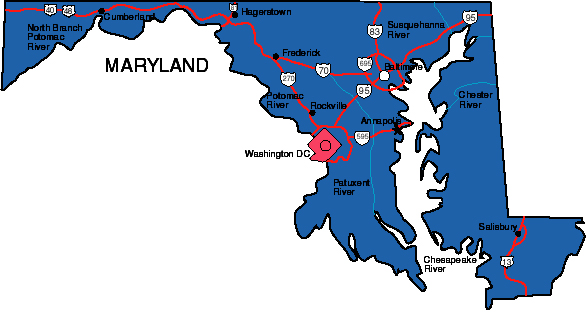 40
48
Cumberland
81
Hagerstown
95
North Branch
Potomac
River
83
Susquehanna
River
Frederick
MARYLAND
270
70
695
Baltimore
95
Potomac
River
Rockville
Chester
River
Annapolis
595
Washington DC
Patuxent
River
Salisbury
Chesapeake
River
13